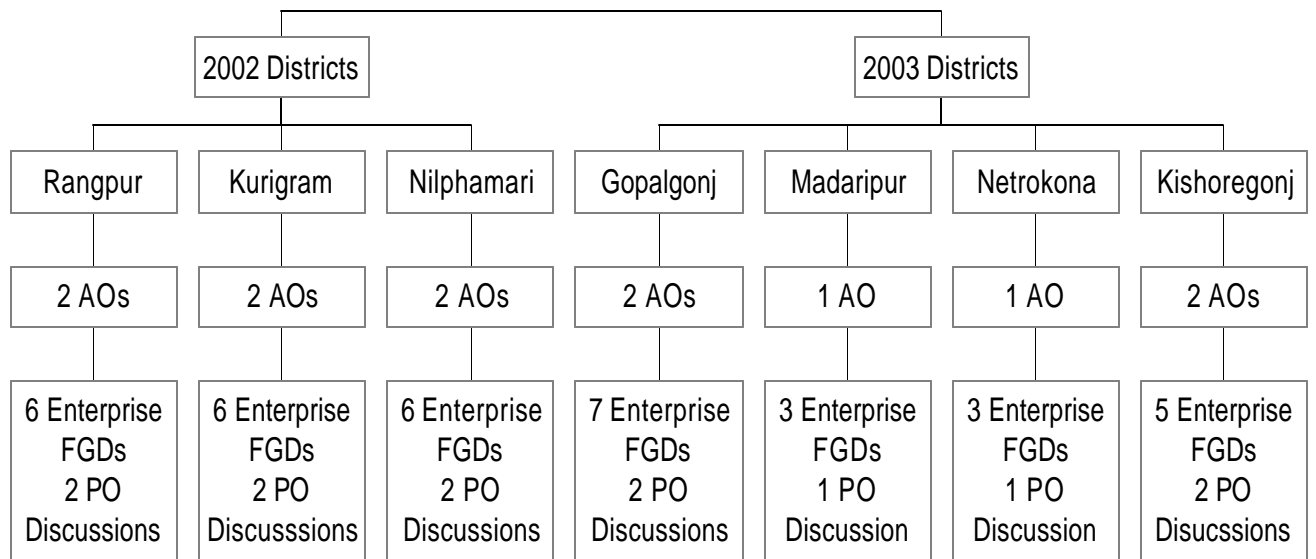 2002 Districts
2003 Districts
Rangpur
Kurigram
Nilphamari
Gopalgonj
Madaripur
Netrokona
Kishoregonj
2 AOs
2 AOs
2 AOs
2 AOs
1 AO
1 AO
2 AOs
6 Enterprise
FGDs
2 PO
Discussions
6 Enterprise
FGDs
2 PO
Discusssions
6 Enterprise
FGDs
2 PO
Discussions
7 Enterprise
FGDs
2 PO
Discussions
3 Enterprise
FGDs
1 PO
Discussion
3 Enterprise
FGDs
1 PO
Discussion
5 Enterprise
FGDs
2 PO
Disucssions